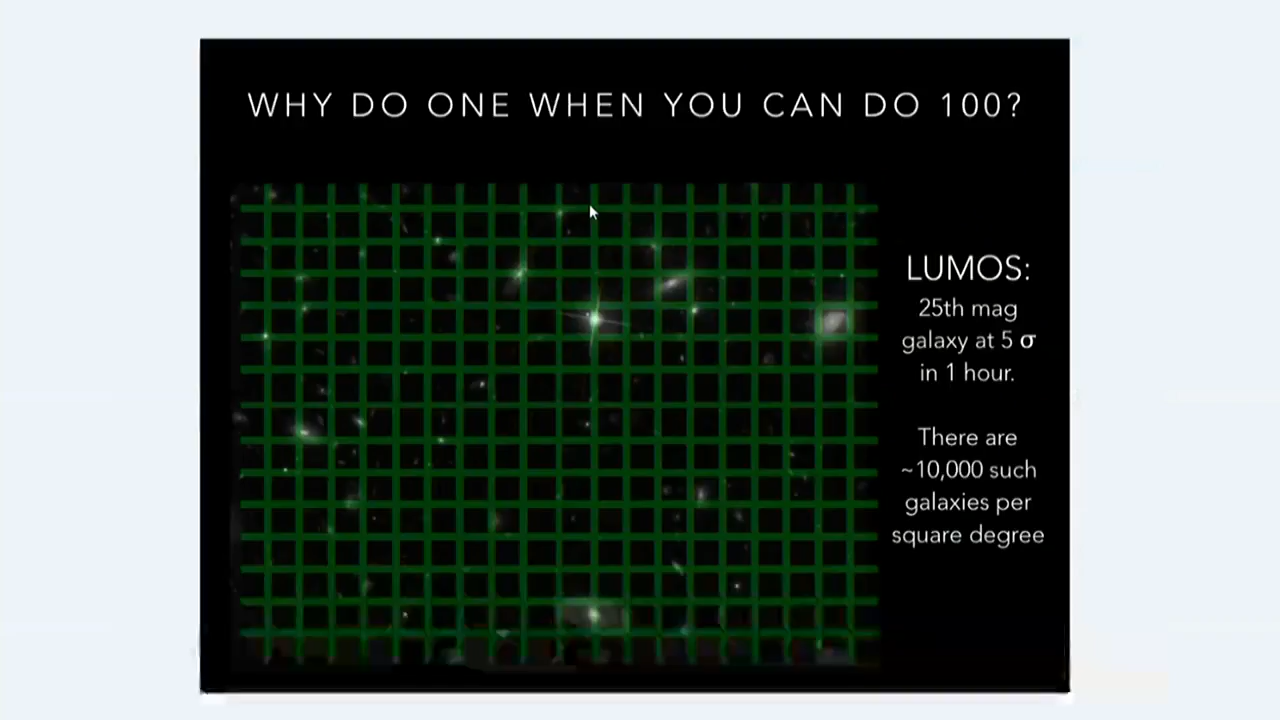 WHY DO ONE WHEN YOU CAN DO 100?
LUMOS:
25th mag
galaxy at 5 σ
in 1 hour.
There are
~10,000 such
galaxies per
square degree